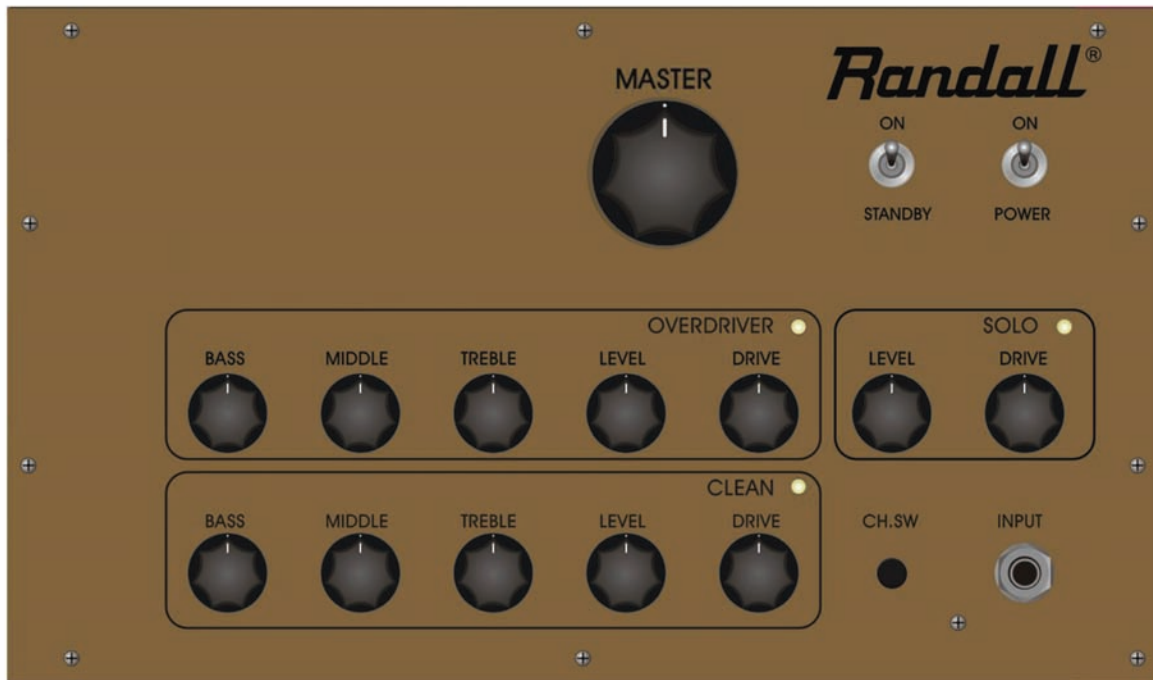 MASTER
Randall®
ON ON
STANDBY POWER
OVERDRIVER
BASS MIDDLE TREBLE LEVEL DRIVE
SOLO
LEVEL DRIVE
CLEAN
BASS MIDDLE TREBLE LEVEL DRIVE
CH.SW INPUT